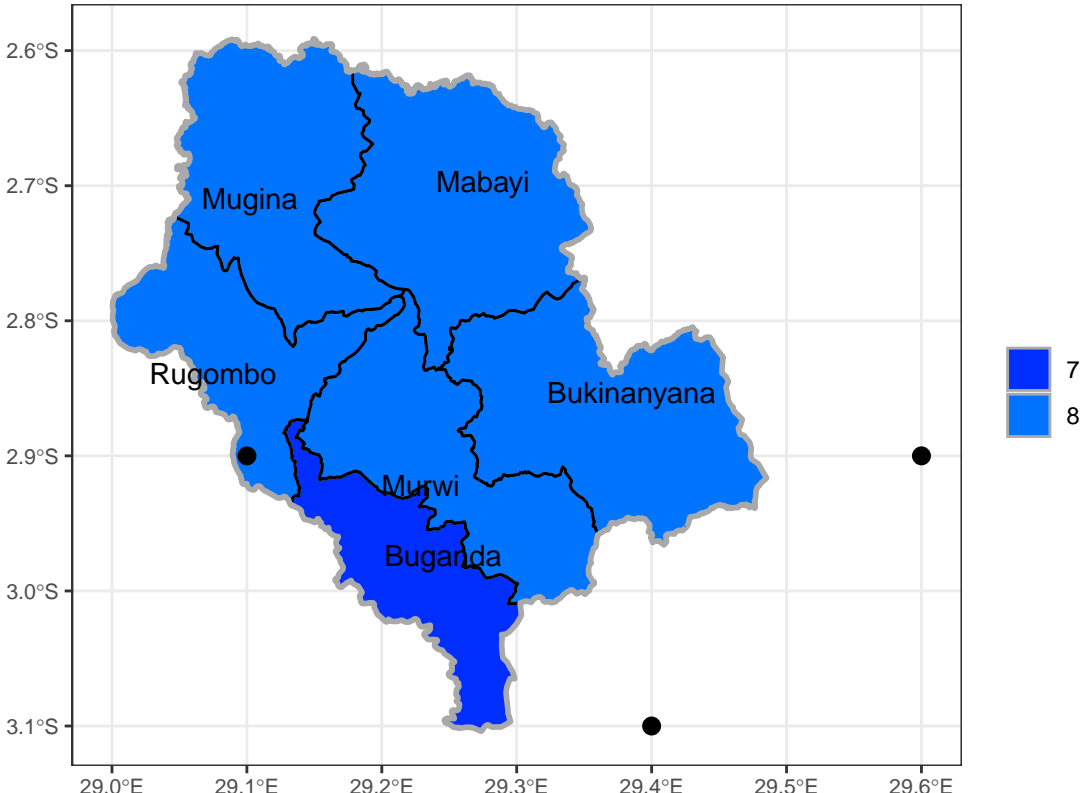 2.6°S
2.7°S
2.8°S
2.9°S
3.0°S
3.1°S
Mabayi
Mugina
Rugombo
Bukinanyana
Murwi
Buganda
7
8
29.0°E 29.1°E 29.2°E 29.3°E 29.4°E 29.5°E 29.6°E